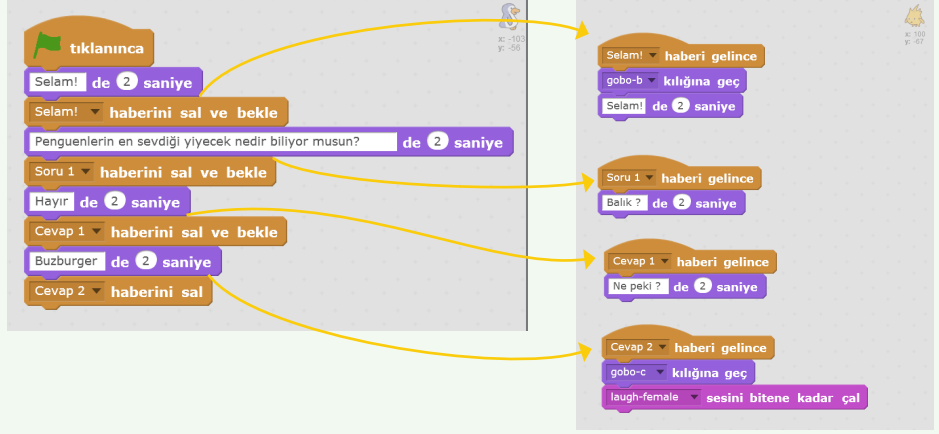 x: -103
y: -56
tıklanınca
Selam! de 2 saniye
Selam! haberini sal ve bekle
Penguenlerin en sevdiği yiyecek nedir biliyor musun? de 2 saniye
Soru 1 haberini sal ve bekle
Hayır de 2 saniye
Cevap 1 haberini sal ve bekle
Buzburger de 2 saniye
Cevap 2 haberini sal
x: 100
y: -67
Selam! haberi gelince
gobo-b kılığına geç
Selam! de 2 saniye
Soru 1 haberi gelince
Balık ? de 2 saniye
Cevap 1 haberi gelince
Ne peki ? de 2 saniye
Cevap 2 haberi gelince
gobo-c kılığına geç
laugh-female sesini bitene kadar çal